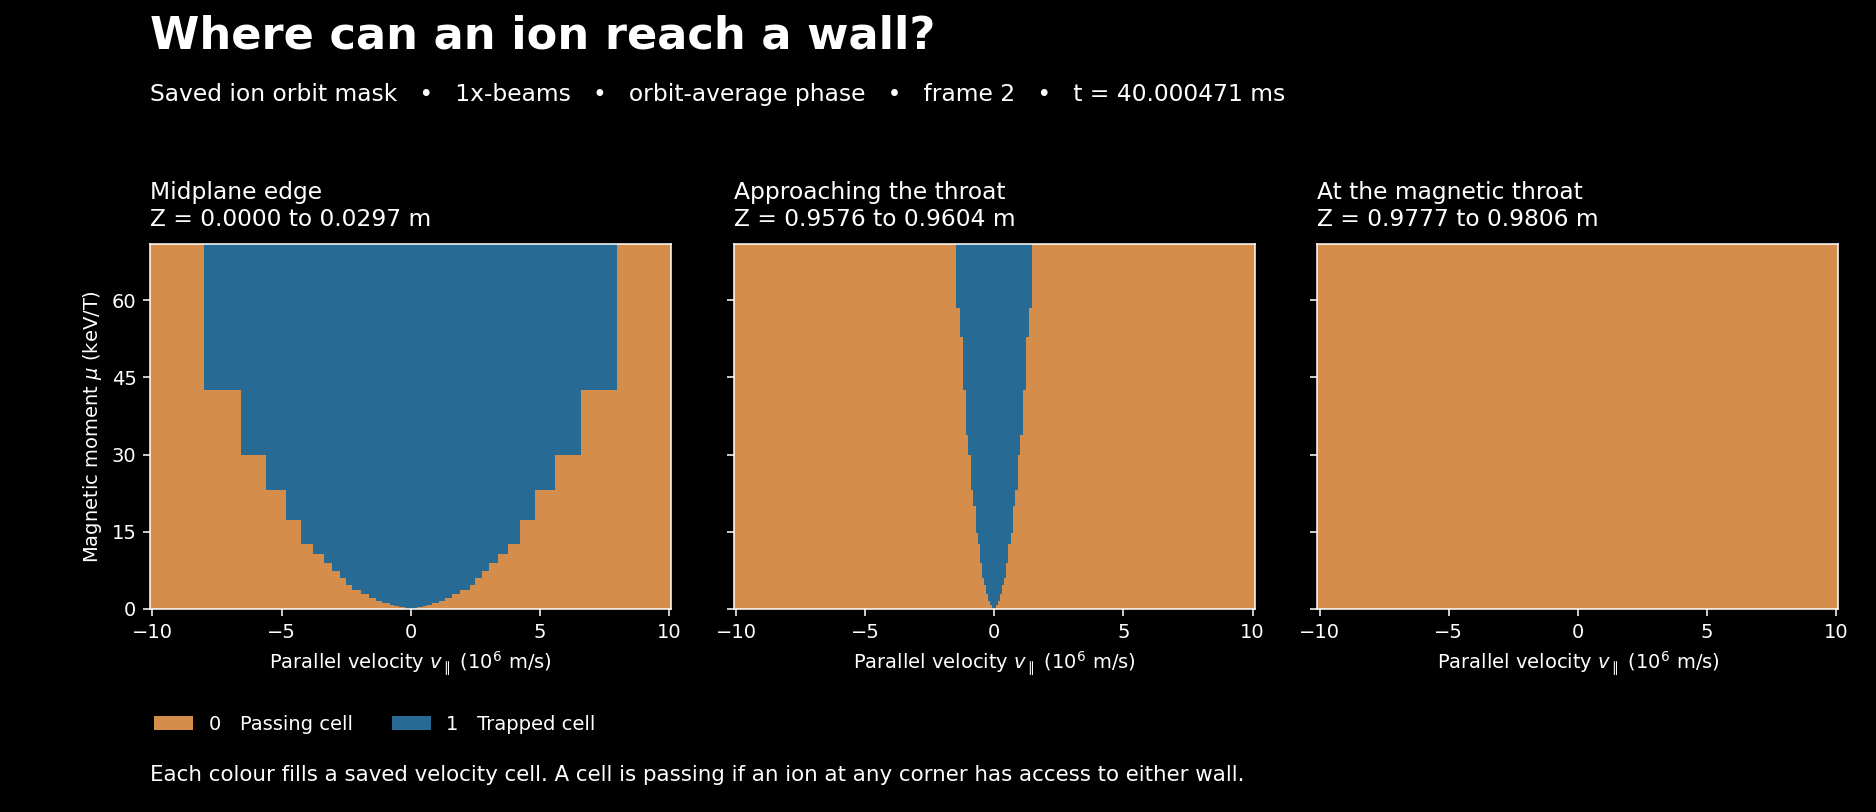 Where can an ion reach a wall?
Saved ion orbit mask • 1x-beams • orbit-average phase • frame 2 • t = 40.000471 ms
Midplane edge
Z = 0.0000 to 0.0297 m
Approaching the throat
Z = 0.9576 to 0.9604 m
At the magnetic throat
Z = 0.9777 to 0.9806 m
Magnetic moment μ (keV/T)
60
45
30
15
0
−10 −5 0 5 10
−10 −5 0 5 10
−10 −5 0 5 10
Parallel velocity v∥ (10⁶ m/s)
Parallel velocity v∥ (10⁶ m/s)
Parallel velocity v∥ (10⁶ m/s)
0 Passing cell 1 Trapped cell
Each colour fills a saved velocity cell. A cell is passing if an ion at any corner has access to either wall.